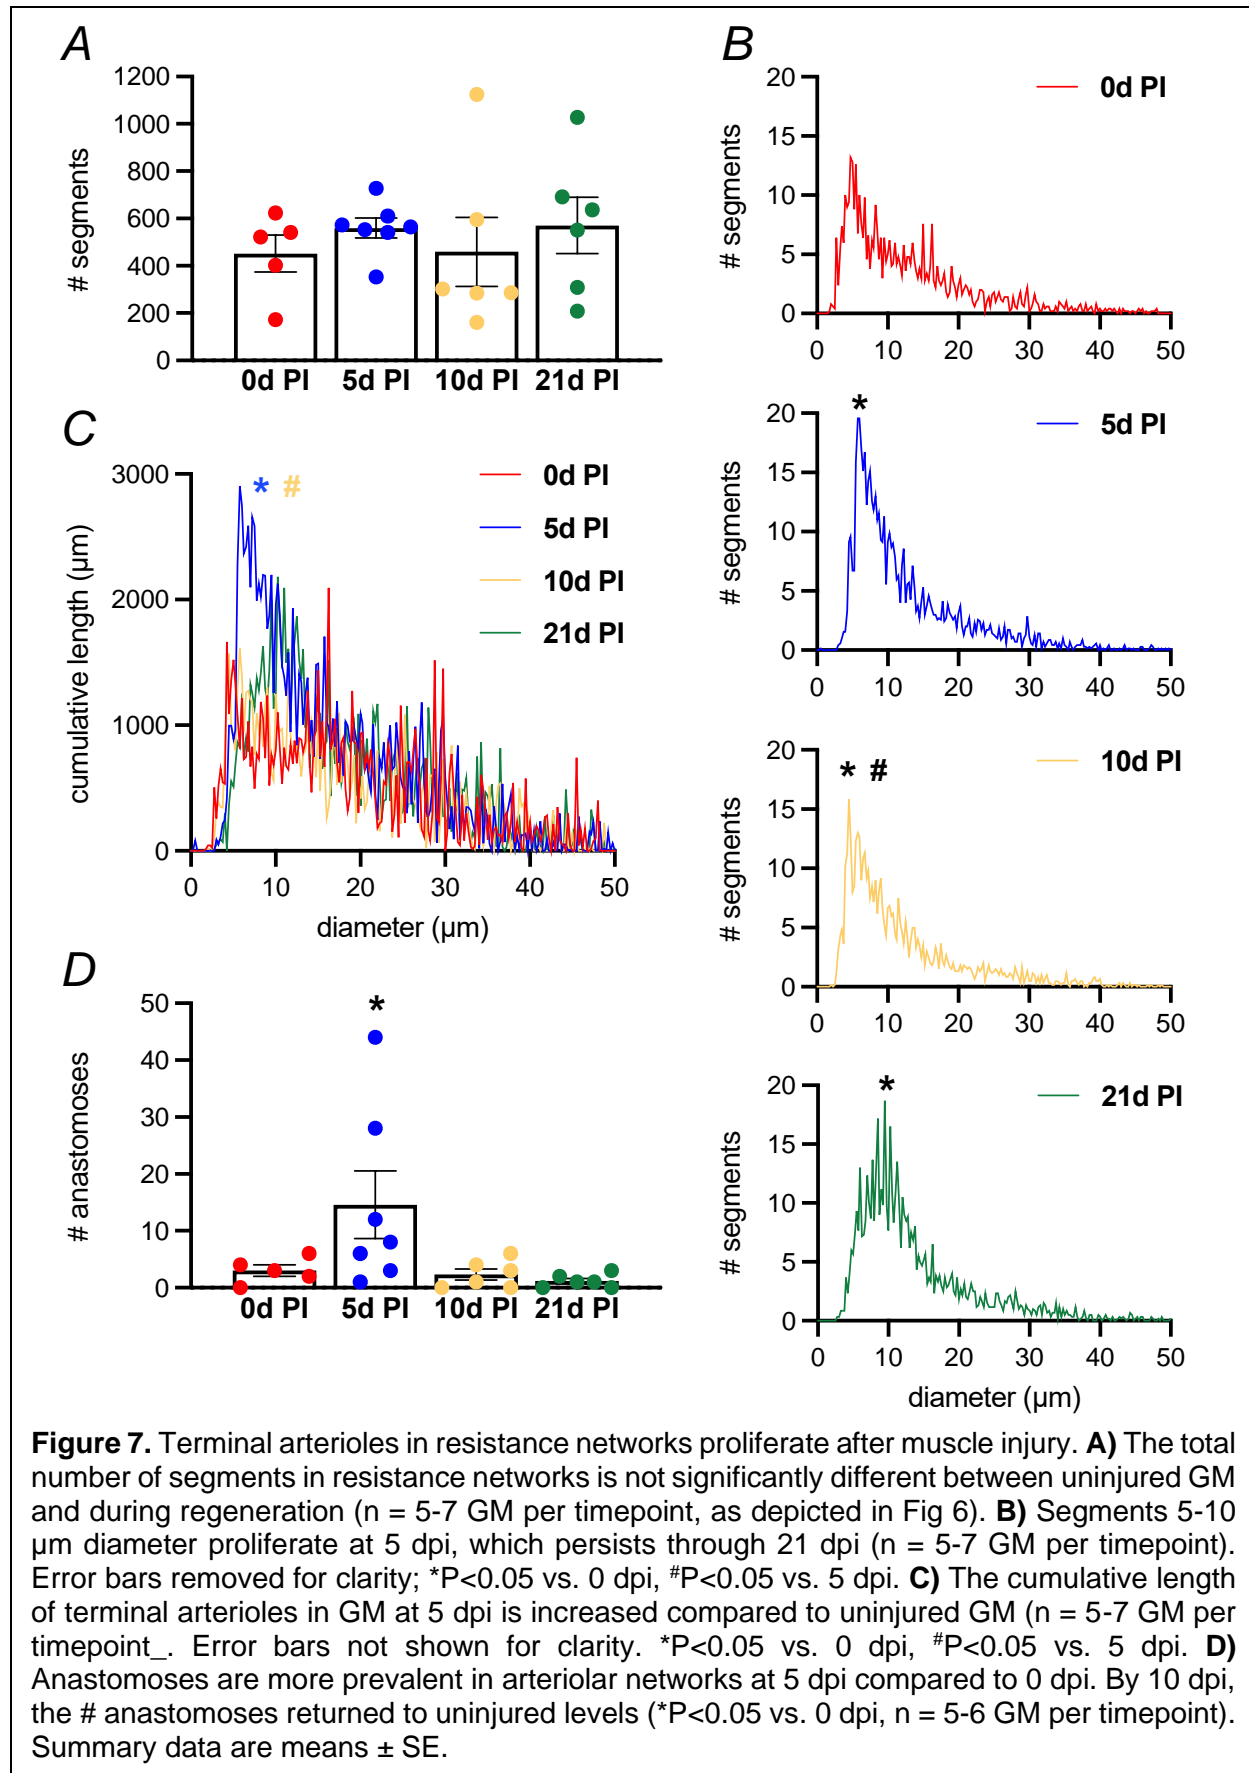 A
1200
1000
800
600
400
200
0
# segments
0d PI 5d PI 10d PI 21d PI
B
20
15
10
5
0
# segments
0d PI
0 10 20 30 40 50
*
20
15
10
5
0
# segments
5d PI
0 10 20 30 40 50
* #
20
15
10
5
0
# segments
10d PI
0 10 20 30 40 50
*
20
15
10
5
0
# segments
21d PI
0 10 20 30 40 50
diameter (µm)
C
3000
2000
1000
0
cumulative length (µm)
* #
0d PI
5d PI
10d PI
21d PI
0 10 20 30 40 50
diameter (µm)
D
50
40
30
20
10
0
# anastomoses
*
0d PI 5d PI 10d PI 21d PI
Figure 7. Terminal arterioles in resistance networks proliferate after muscle injury. A) The total
number of segments in resistance networks is not significantly different between uninjured GM
and during regeneration (n = 5-7 GM per timepoint, as depicted in Fig 6). B) Segments 5-10
µm diameter proliferate at 5 dpi, which persists through 21 dpi (n = 5-7 GM per timepoint).
Error bars removed for clarity; *P<0.05 vs. 0 dpi, #P<0.05 vs. 5 dpi. C) The cumulative length
of terminal arterioles in GM at 5 dpi is increased compared to uninjured GM (n = 5-7 GM per
timepoint_. Error bars not shown for clarity. *P<0.05 vs. 0 dpi, #P<0.05 vs. 5 dpi. D)
Anastomoses are more prevalent in arteriolar networks at 5 dpi compared to 0 dpi. By 10 dpi,
the # anastomoses returned to uninjured levels (*P<0.05 vs. 0 dpi, n = 5-6 GM per timepoint).
Summary data are means ± SE.